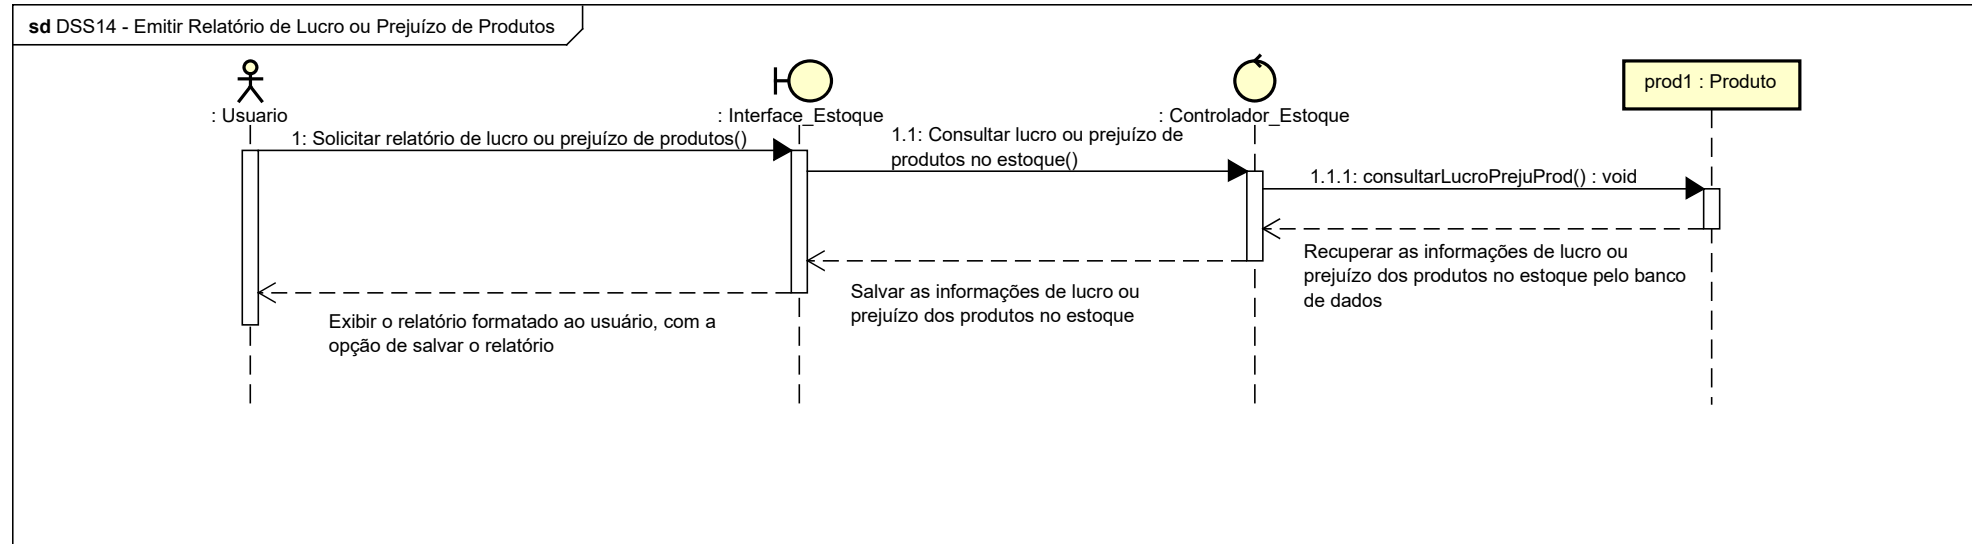 sd DSS14 - Emitir Relatório de Lucro ou Prejuízo de Produtos
: Usuario
: Interface_Estoque
: Controlador_Estoque
prod1 : Produto
1: Solicitar relatório de lucro ou prejuízo de produtos()
1.1: Consultar lucro ou prejuízo de
produtos no estoque()
1.1.1: consultarLucroPrejuProd() : void
Recuperar as informações de lucro ou
prejuízo dos produtos no estoque pelo banco
de dados
Salvar as informações de lucro ou
prejuízo dos produtos no estoque
Exibir o relatório formatado ao usuário, com a
opção de salvar o relatório